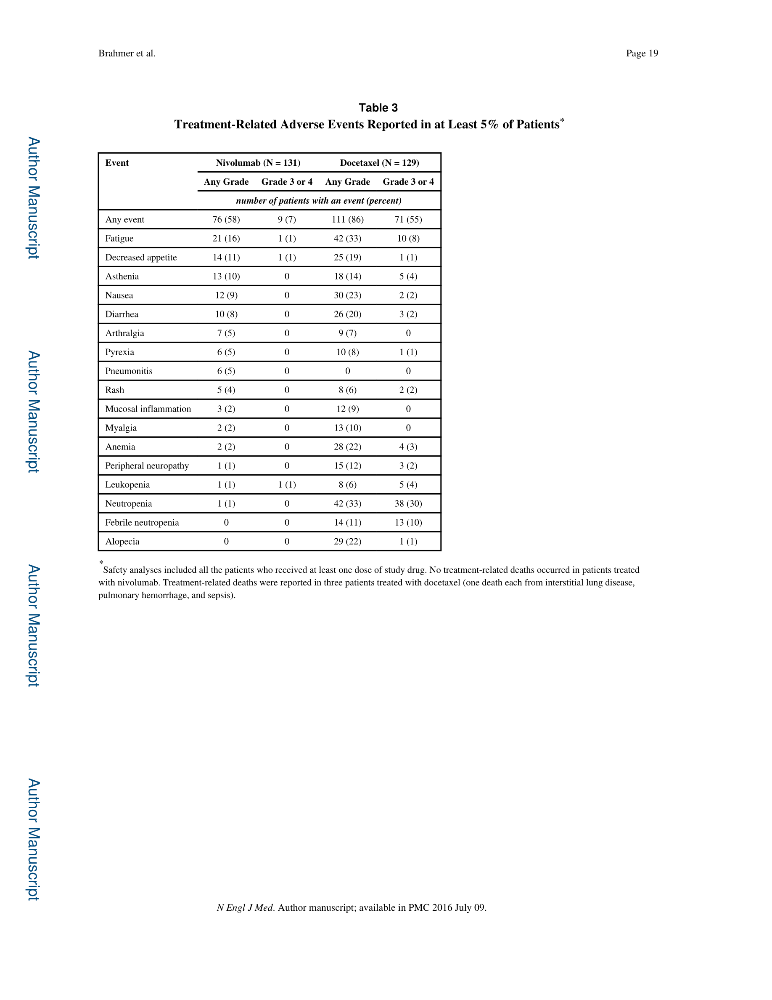 Brahmer et al. Page 19
Table 3
Treatment-Related Adverse Events Reported in at Least 5% of Patients*
Event Nivolumab (N = 131) Docetaxel (N = 129)
Any Grade Grade 3 or 4 Any Grade Grade 3 or 4
number of patients with an event (percent)
Any event 76 (58) 9 (7) 111 (86) 71 (55)
Fatigue 21 (16) 1 (1) 42 (33) 10 (8)
Decreased appetite 14 (11) 1 (1) 25 (19) 1 (1)
Asthenia 13 (10) 0 18 (14) 5 (4)
Nausea 12 (9) 0 30 (23) 2 (2)
Diarrhea 10 (8) 0 26 (20) 3 (2)
Arthralgia 7 (5) 0 9 (7) 0
Pyrexia 6 (5) 0 10 (8) 1 (1)
Pneumonitis 6 (5) 0 0 0
Rash 5 (4) 0 8 (6) 2 (2)
Mucosal inflammation 3 (2) 0 12 (9) 0
Myalgia 2 (2) 0 13 (10) 0
Anemia 2 (2) 0 28 (22) 4 (3)
Peripheral neuropathy 1 (1) 0 15 (12) 3 (2)
Leukopenia 1 (1) 1 (1) 8 (6) 5 (4)
Neutropenia 1 (1) 0 42 (33) 38 (30)
Febrile neutropenia 0 0 14 (11) 13 (10)
Alopecia 0 0 29 (22) 1 (1)
*Safety analyses included all the patients who received at least one dose of study drug. No treatment-related deaths occurred in patients treated
with nivolumab. Treatment-related deaths were reported in three patients treated with docetaxel (one death each from interstitial lung disease,
pulmonary hemorrhage, and sepsis).
N Engl J Med. Author manuscript; available in PMC 2016 July 09.
Author Manuscript
Author Manuscript
Author Manuscript
Author Manuscript